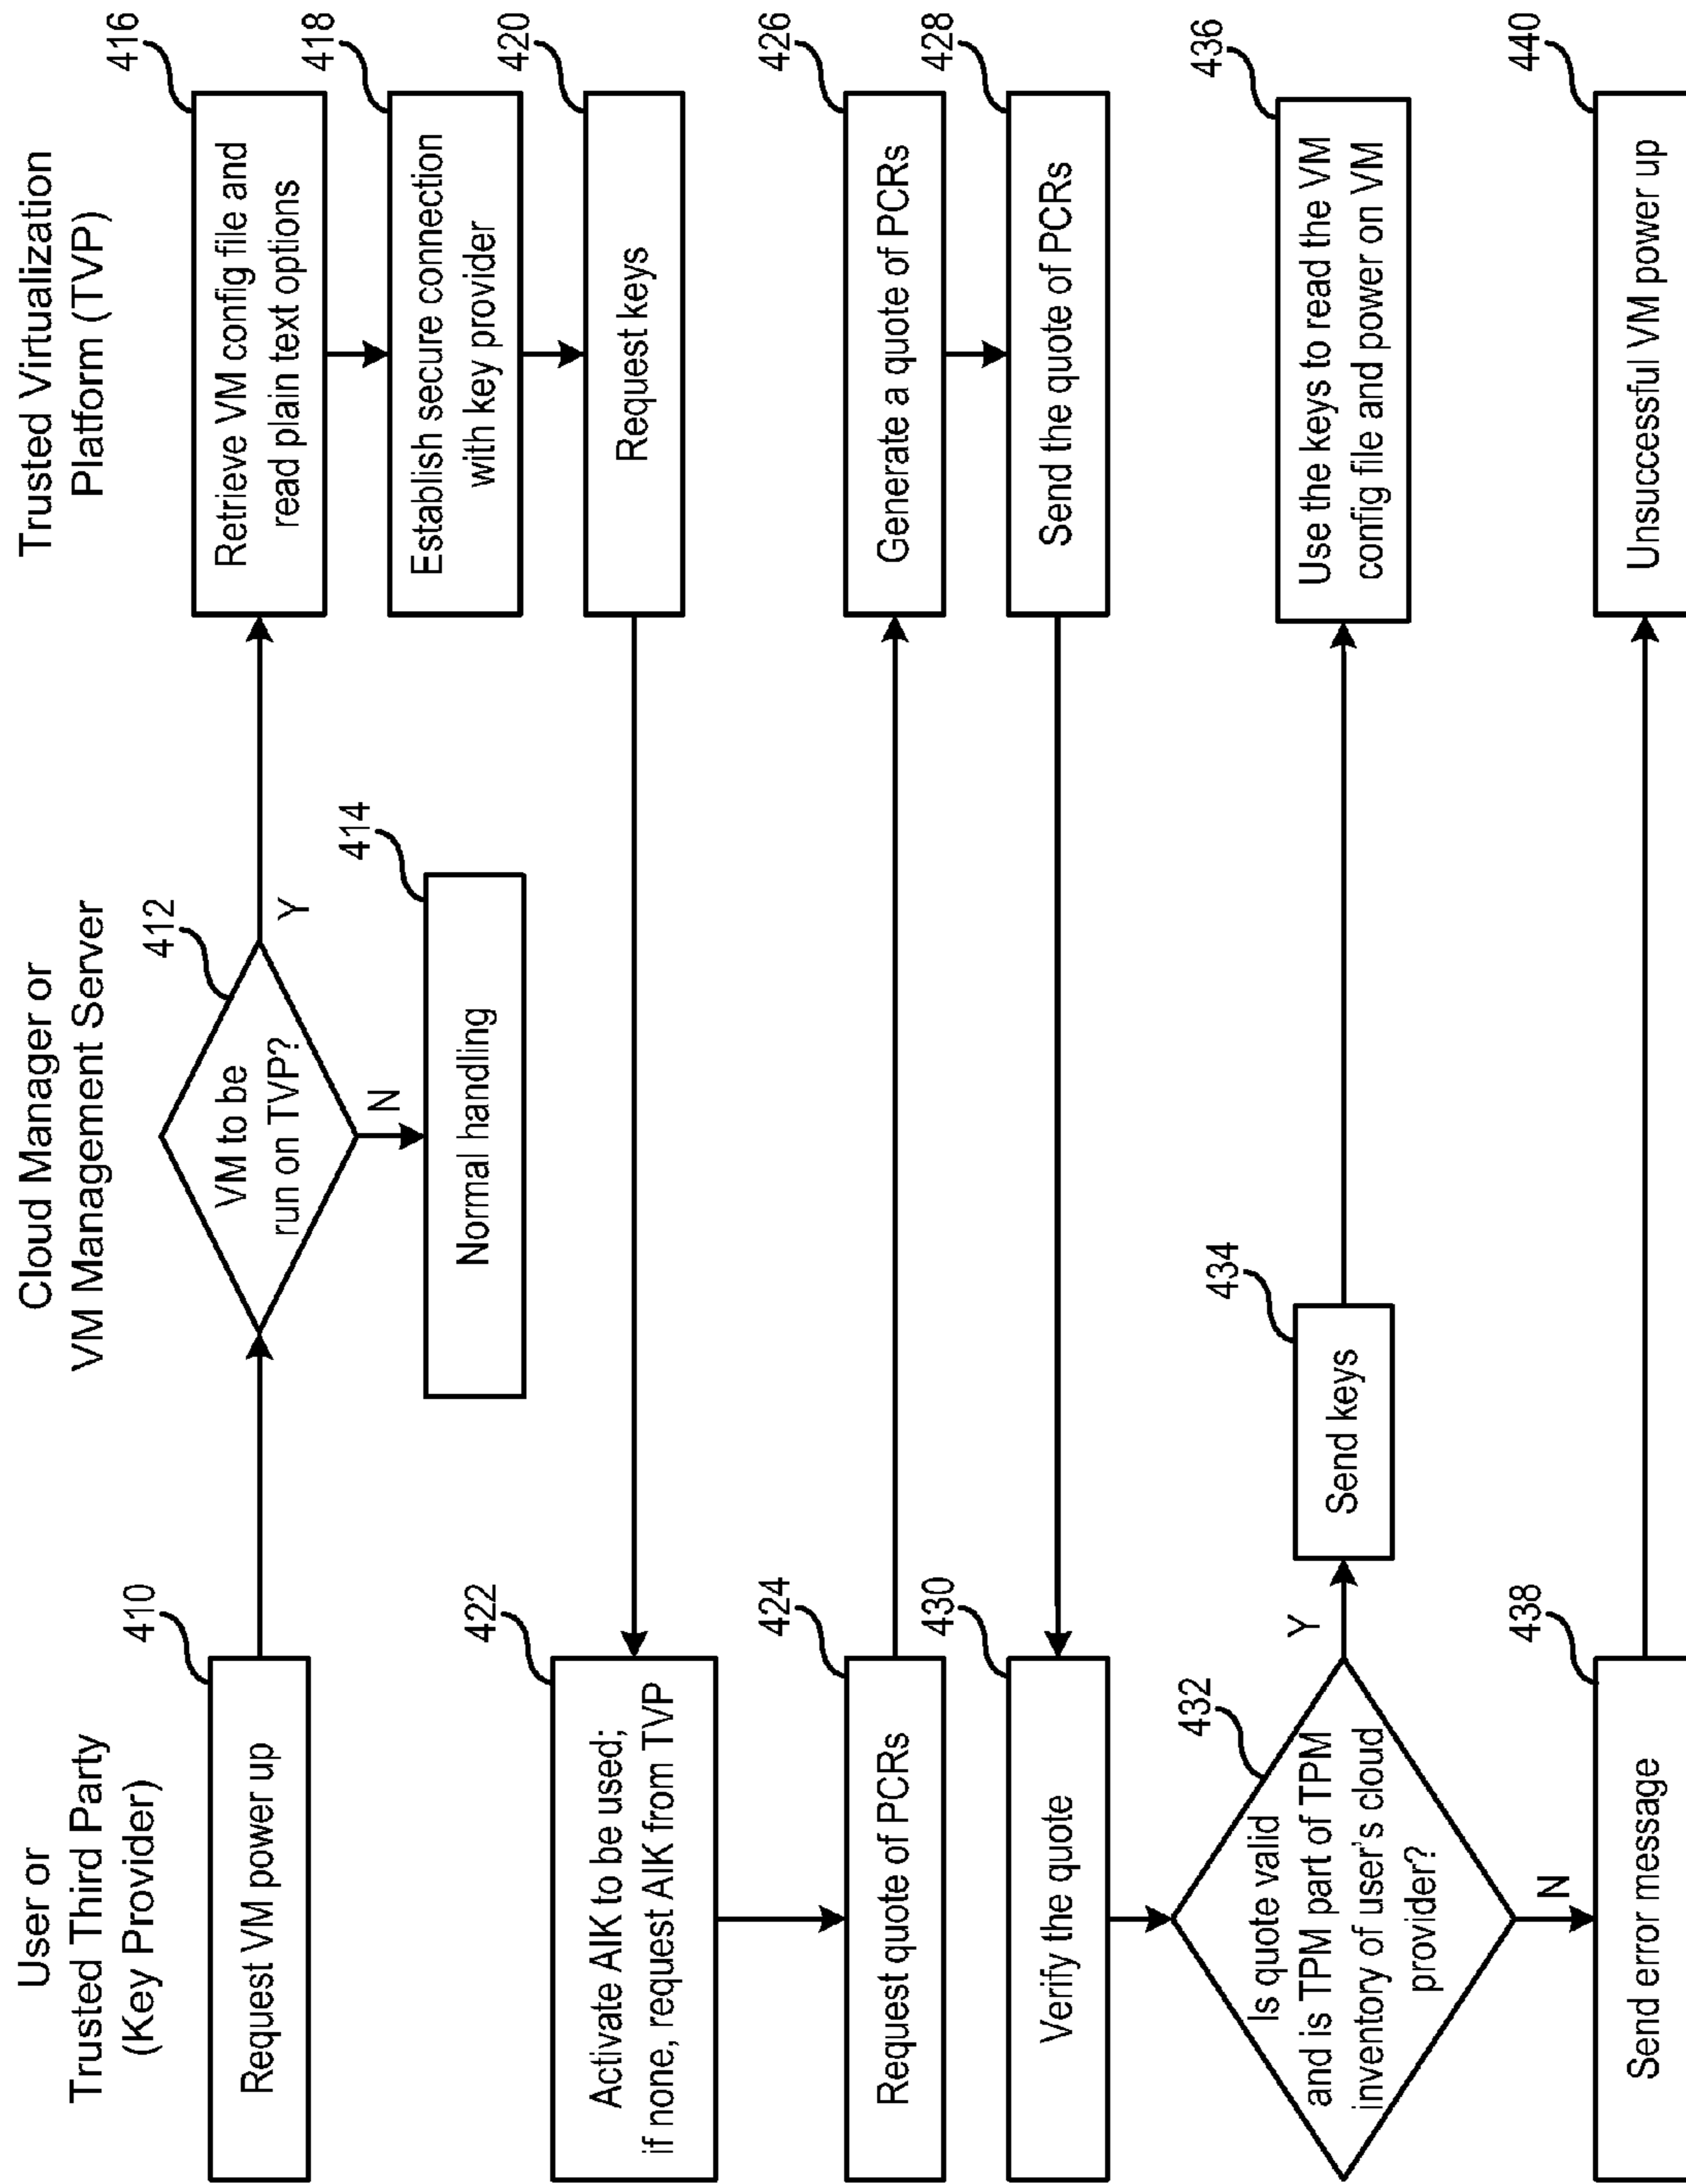 User or
Trusted Third Party
(Key Provider)
Cloud Manager or
VM Management Server
Trusted Virtualization
Platform (TVP)
410
Request VM power up
412
VM to be
run on TVP?
Y
N
414
Normal handling
416
Retrieve VM config file and
read plain text options
418
Establish secure connection
with key provider
420
Request keys
422
Activate AIK to be used;
if none, request AIK from TVP
424
Request quote of PCRs
426
Generate a quote of PCRs
428
Send the quote of PCRs
430
Verify the quote
432
Is quote valid
and is TPM part of TPM
inventory of user's cloud
provider?
Y
N
434
Send keys
436
Use the keys to read the VM
config file and power on VM
438
Send error message
440
Unsuccessful VM power up